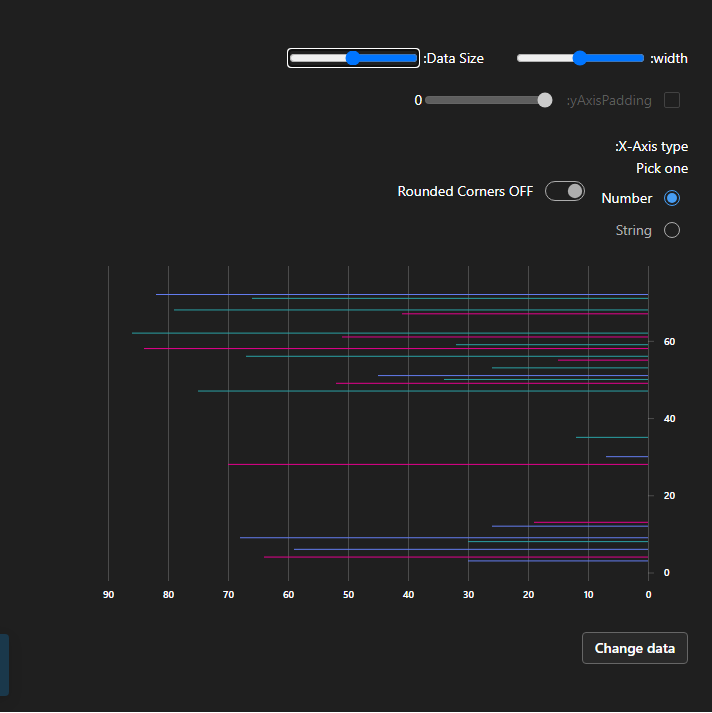 :width
:Data Size
:yAxisPadding
0
:X-Axis type
Pick one
Number
Rounded Corners OFF
String
60
40
20
0
90 80 70 60 50 40 30 20 10 0
Change data